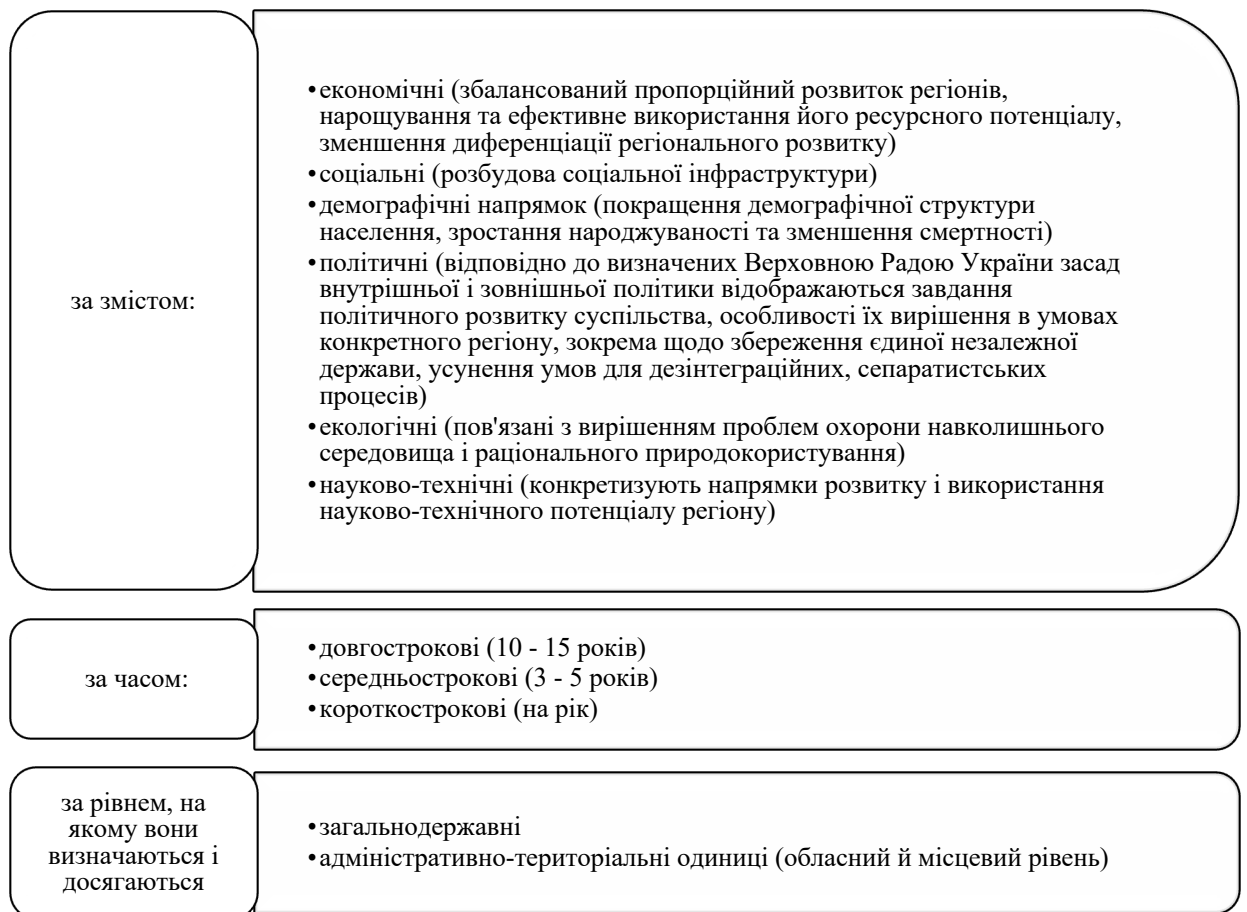 за змістом:
•економічні (збалансований пропорційний розвиток регіонів,
нарощування та ефективне використання його ресурсного потенціалу,
зменшення диференціації регіонального розвитку)
•соціальні (розбудова соціальної інфраструктури)
•демографічні напрямок (покращення демографічної структури
населення, зростання народжуваності та зменшення смертності)
•політичні (відповідно до визначених Верховною Радою України засад
внутрішньої і зовнішньої політики відображаються завдання
політичного розвитку суспільства, особливості їх вирішення в умовах
конкретного регіону, зокрема щодо збереження єдиної незалежної
держави, усунення умов для дезінтеграційних, сепаратистських
процесів)
•екологічні (пов'язані з вирішенням проблем охорони навколишнього
середовища і раціонального природокористування)
•науково-технічні (конкретизують напрямки розвитку і використання
науково-технічного потенціалу регіону)
за часом:
•довгострокові (10 - 15 років)
•середньострокові (3 - 5 років)
•короткострокові (на рік)
за рівнем, на
якому вони
визначаються і
досягаються
•загальнодержавні
•адміністративно-територіальні одиниці (обласний й місцевий рівень)